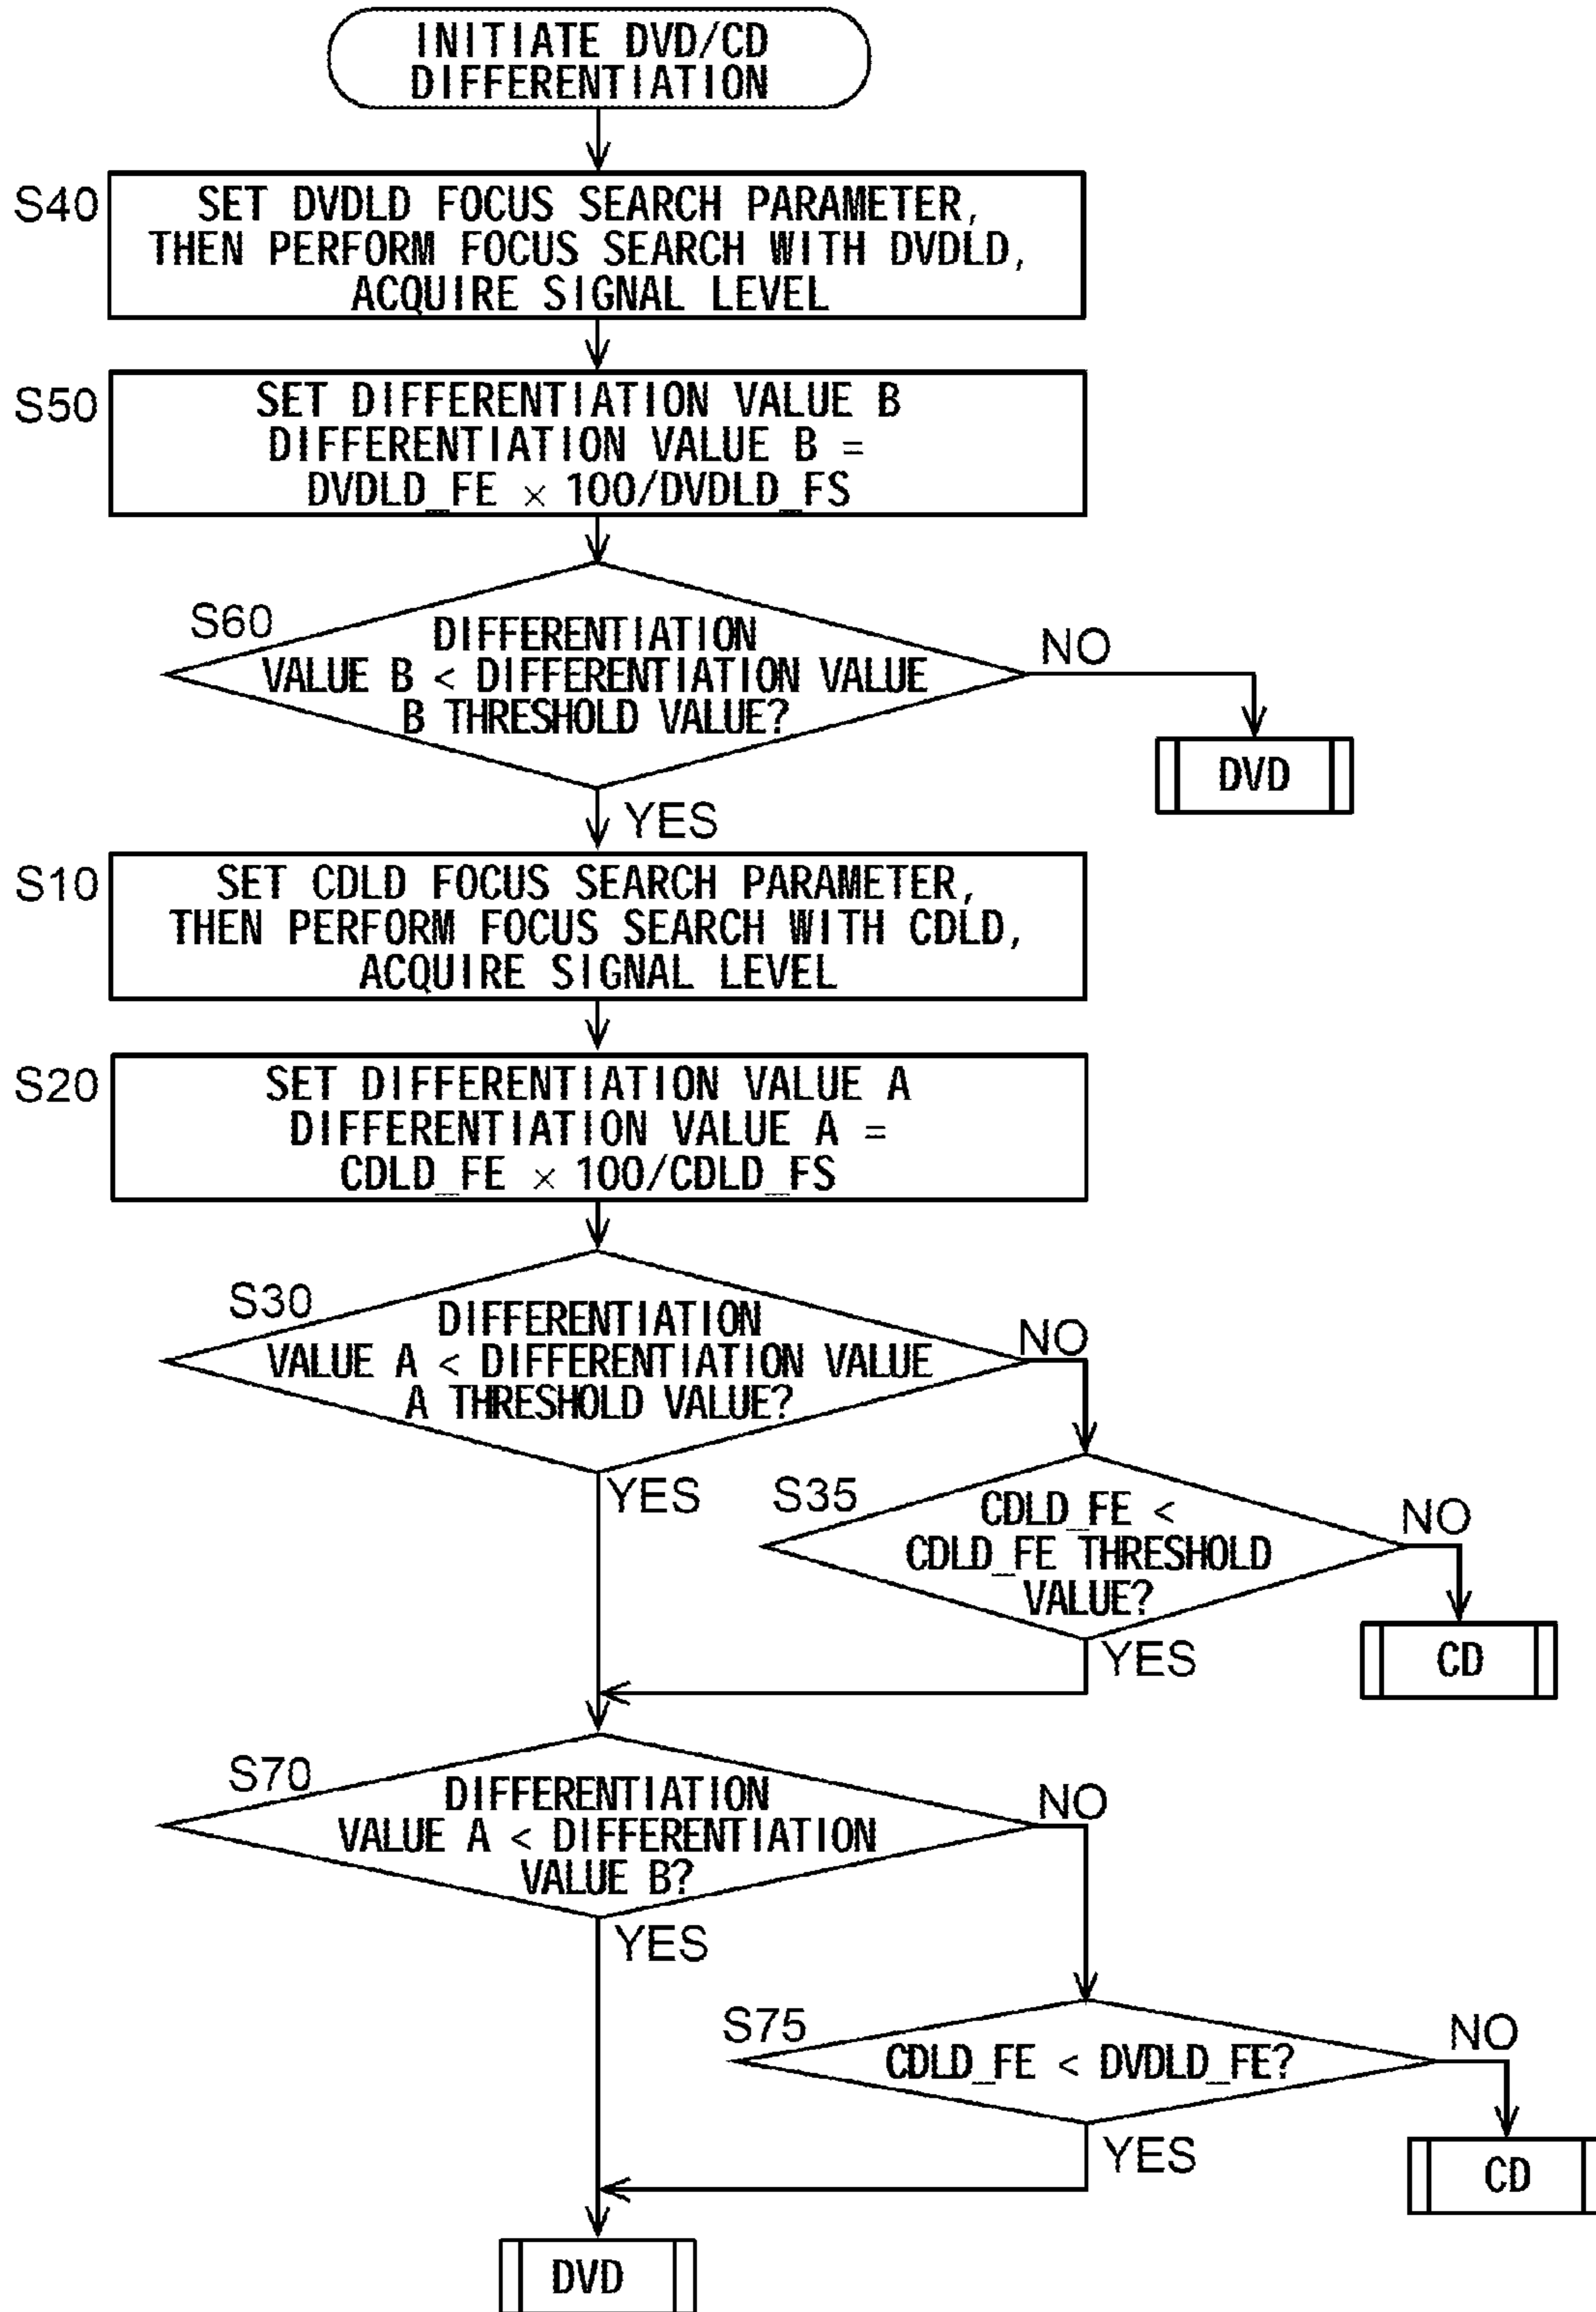 INITIATE DVD/CD
DIFFERENTIATION
S40
SET DVDLD FOCUS SEARCH PARAMETER,
THEN PERFORM FOCUS SEARCH WITH DVDLD,
ACQUIRE SIGNAL LEVEL
S50
SET DIFFERENTIATION VALUE B
DIFFERENTIATION VALUE B =
DVDLD_FE × 100/DVDLD_FS
S60
DIFFERENTIATION
VALUE B < DIFFERENTIATION VALUE
B THRESHOLD VALUE?
NO
DVD
YES
S10
SET CDLD FOCUS SEARCH PARAMETER,
THEN PERFORM FOCUS SEARCH WITH CDLD,
ACQUIRE SIGNAL LEVEL
S20
SET DIFFERENTIATION VALUE A
DIFFERENTIATION VALUE A =
CDLD_FE × 100/CDLD_FS
S30
DIFFERENTIATION
VALUE A < DIFFERENTIATION VALUE
A THRESHOLD VALUE?
NO
YES
S35
CDLD_FE <
CDLD_FE THRESHOLD
VALUE?
NO
CD
YES
S70
DIFFERENTIATION
VALUE A < DIFFERENTIATION
VALUE B?
NO
YES
S75
CDLD_FE < DVDLD_FE?
NO
CD
YES
DVD